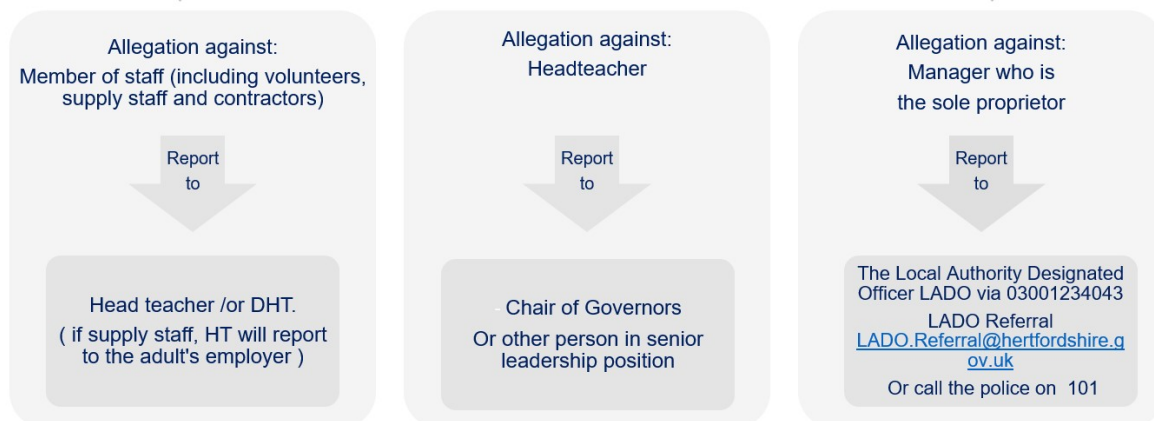 Allegation against:
Member of staff (including volunteers,
supply staff and contractors)
Report
to
Head teacher /or DHT.
( if supply staff, HT will report
to the adult's employer )
Allegation against:
Headteacher
Report
to
- Chair of Governors
Or other person in senior
leadership position
Allegation against:
Manager who is
the sole proprietor
Report
to
The Local Authority Designated
Officer LADO via 03001234043
LADO Referral
LADO.Referral@hertfordshire.g
ov.uk
Or call the police on 101